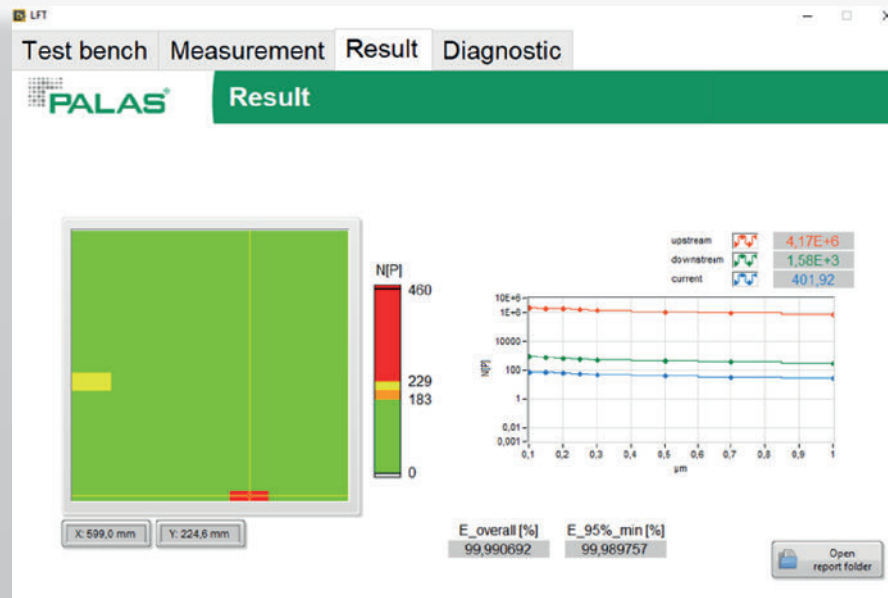 LFT
Test bench Measurement Result Diagnostic
PALAS®
Result
N[P]
460
229
183
0
X: 599,0 mm Y: 224,6 mm
upstream 4,17E+6
downstream 1,58E+3
current 401,92
N[P]
10E+6
1E+6
10000
100
1
0,01
0,001
0,1 0,2 0,3 0,4 0,5 0,6 0,7 0,8 0,9 1
µm
E_overall [%] E_95%_min [%]
99,990692 99,989757
Open
report folder